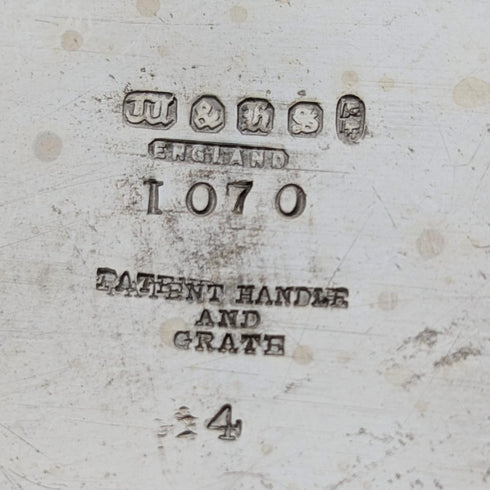 W & H S
ENGLAND
1070
PATENT HANDLE
AND
GRATE
4